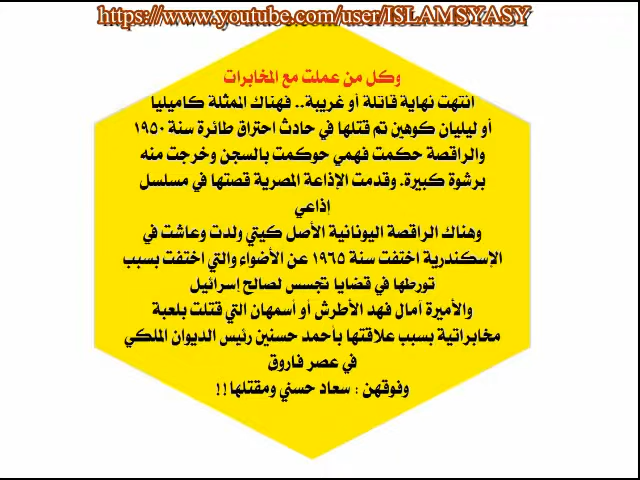 https://www.youtube.com/user/ISLAMSYASY
وكل من عملت مع المخابرات
انتهت نهاية قاتلة أو غريبة.. فهناك الممثلة كاميليا
أو ليليان كوهين تم قتلها في حادث احتراق طائرة سنة ١٩٥٠
والراقصة حكمت فهمي حوكمت بالسجن وخرجت منه
برشوة كبيرة. وقدمت الإذاعة المصرية قصتها في مسلسل
إذاعي
وهناك الراقصة اليونانية الأصل كيتي ولدت وعاشت في
الإسكندرية اختفت سنة ١٩٦٥ عن الأضواء والتي اختفت بسبب
تورطها في قضايا تجسس لصالح إسرائيل
والأميرة آمال فهد الأطرش أو أسمهان التي قتلت بلعبة
مخابراتية بسبب علاقتها بأحمد حسنين رئيس الديوان الملكي
في عصر فاروق
وفوقهن : سعاد حسني ومقتلها !!